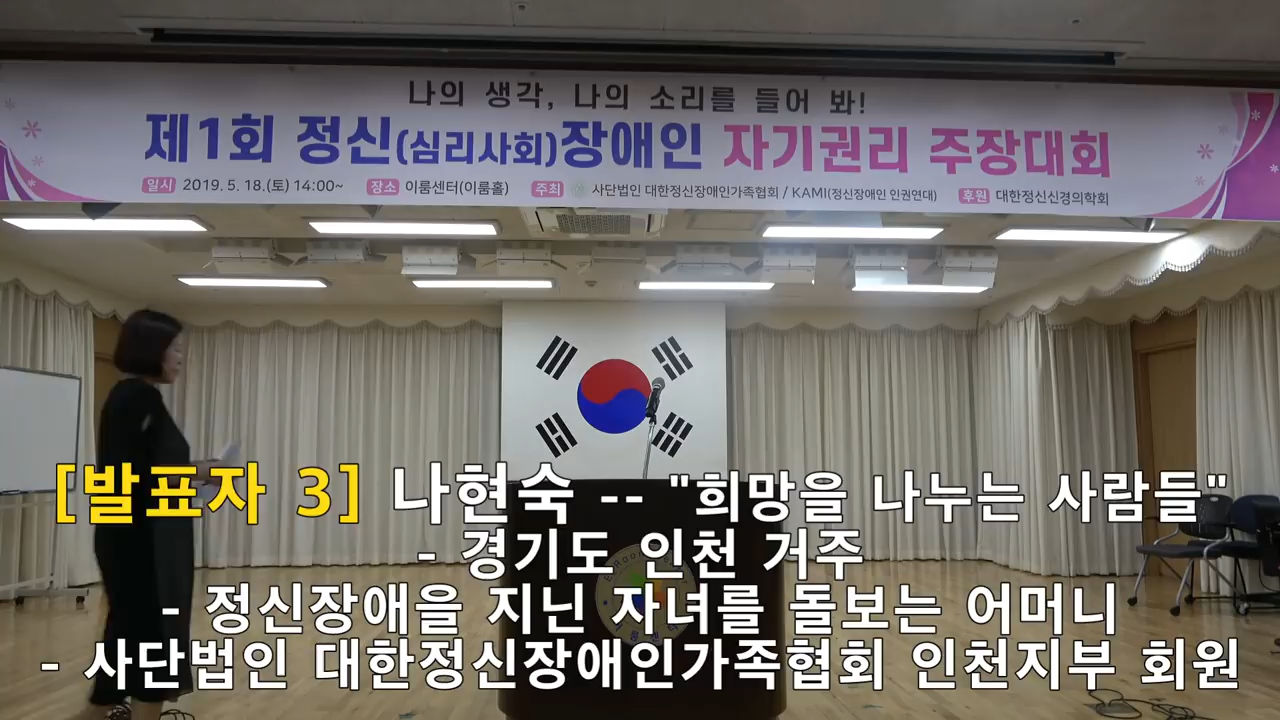 나의 생각, 나의 소리를 들어 봐!
제1회 정신(심리사회)장애인 자기권리 주장대회
일시 2019. 5. 18.(토) 14:00~ 장소 이룸센터(이룸홀) 주최 사단법인 대한정신장애인가족협회 / KAMI(정신장애인 인권연대) 후원 대한정신신경의학회
[발표자 3] 나현숙 -- "희망을 나누는 사람들"
- 경기도 인천 거주
- 정신장애을 지닌 자녀를 돌보는 어머니
- 사단법인 대한정신장애인가족협회 인천지부 회원